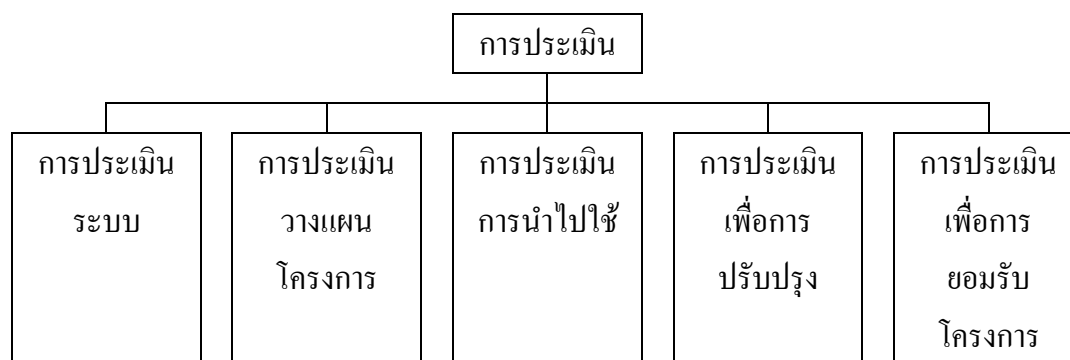 การประเมิน
การประเมิน
ระบบ
การประเมิน
วางแผน
โครงการ
การประเมิน
การนำไปใช้
การประเมิน
เพื่อการ
ปรับปรุง
การประเมิน
เพื่อการ
ยอมรับ
โครงการ